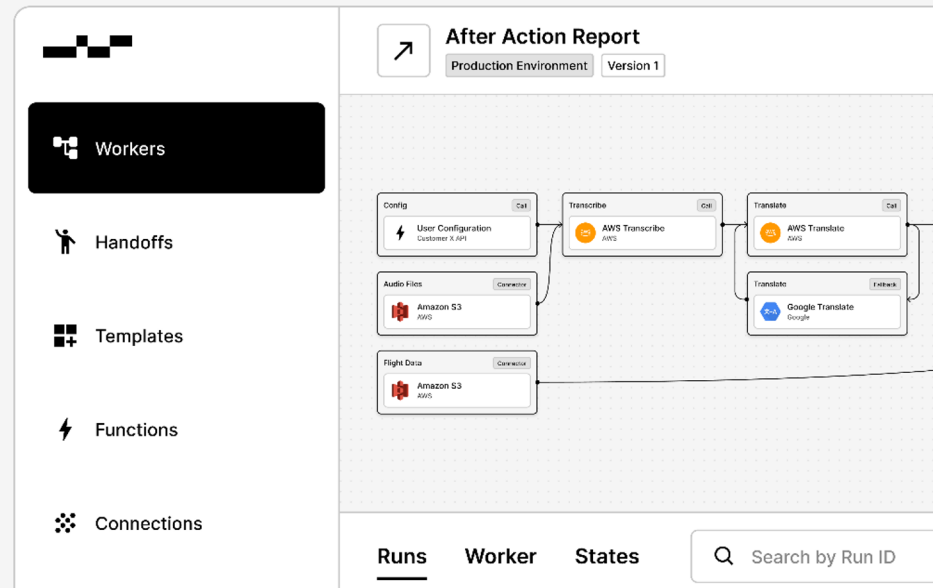 After Action Report
Production Environment
Version 1
Workers
Handoffs
Templates
Functions
Connections
Config
Call
User Configuration
Customer X API
Transcribe
Call
AWS Transcribe
AWS
Translate
Call
AWS Translate
AWS
Audio Files
Connector
Amazon S3
AWS
Translate
Fallback
Google Translate
Google
Flight Data
Connector
Amazon S3
AWS
Runs
Worker
States
Search by Run ID